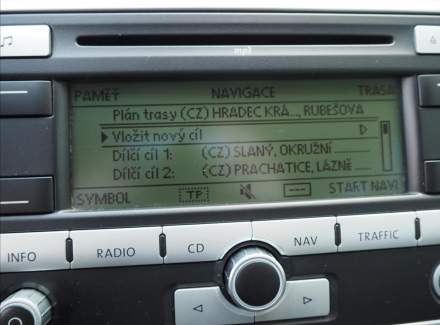 mp3
PAMĚŤ NAVIGACE TRASA
Plán trasy (CZ) HRADEC KRÁ..., RUBEŠOVA
Vložit nový cíl
Dílčí cíl 1: (CZ) SLANÝ, OKRUŽNÍ
Dílčí cíl 2: (CZ) PRACHATICE, LÁZNĚ ...
SYMBOL TP --- START NAVI
INFO RADIO CD NAV TRAFFIC